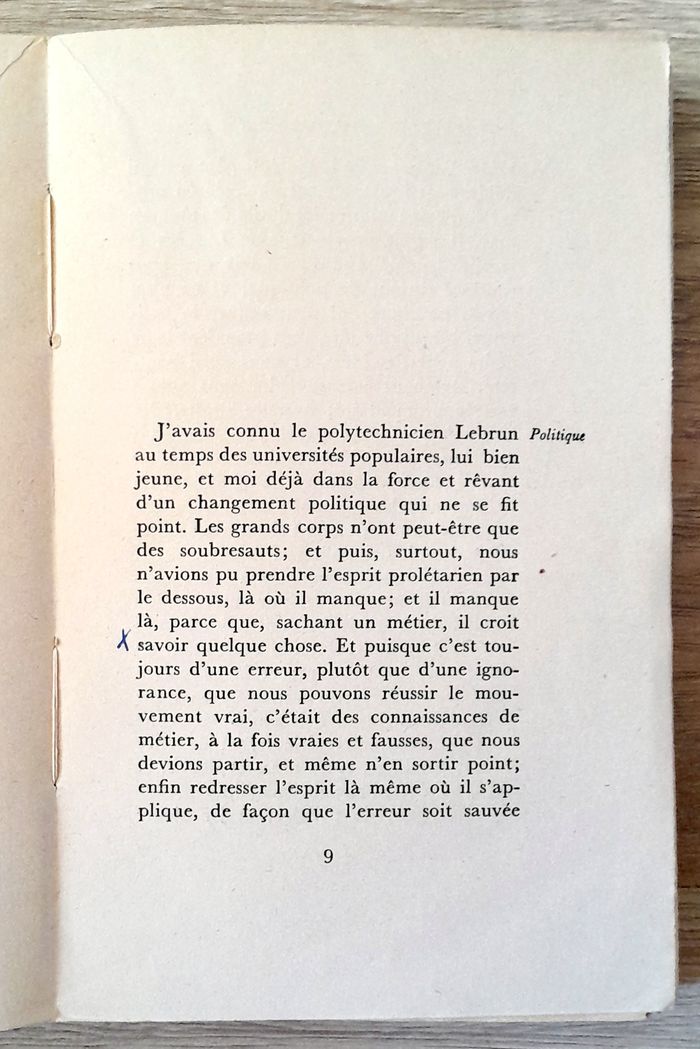 J'avais connu le polytechnicien Lebrun Politique
au temps des universités populaires, lui bien
jeune, et moi déjà dans la force et rêvant
d'un changement politique qui ne se fit
point. Les grands corps n'ont peut-être que
des soubresauts; et puis, surtout, nous
n'avions pu prendre l'esprit prolétarien par
le dessous, là où il manque; et il manque
là, parce que, sachant un métier, il croit
savoir quelque chose. Et puisque c'est tou-
jours d'une erreur, plutôt que d'une igno-
rance, que nous pouvons réussir le mou-
vement vrai, c'était des connaissances de
métier, à la fois vraies et fausses, que nous
devions partir, et même n'en sortir point;
enfin redresser l'esprit là même où il s'ap-
plique, de façon que l'erreur soit sauvée
9